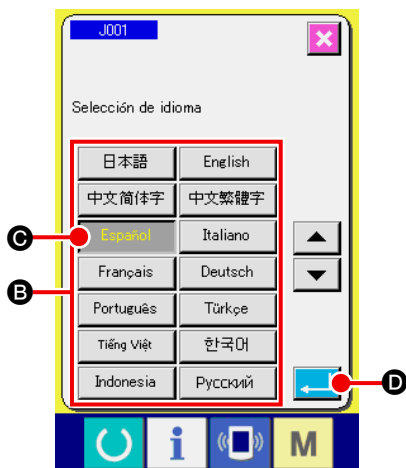 J001
Selección de idioma
日本語 English
中文简体字 中文繁體字
Español Italiano
Français Deutsch
Português Türkçe
Tiếng Việt 한국어
Indonesia Русский
C
B
D
i
M